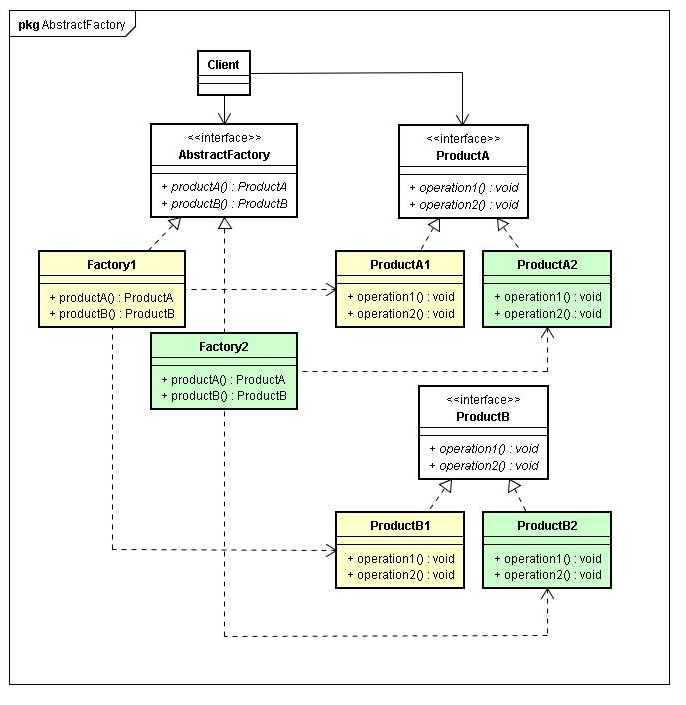 pkg AbstractFactory
Client
<<interface>>
AbstractFactory
+ productA() : ProductA
+ productB() : ProductB
<<interface>>
ProductA
+ operation1() : void
+ operation2() : void
Factory1
+ productA() : ProductA
+ productB() : ProductB
ProductA1
+ operation1() : void
+ operation2() : void
ProductA2
+ operation1() : void
+ operation2() : void
Factory2
+ productA() : ProductA
+ productB() : ProductB
<<interface>>
ProductB
+ operation1() : void
+ operation2() : void
ProductB1
+ operation1() : void
+ operation2() : void
ProductB2
+ operation1() : void
+ operation2() : void